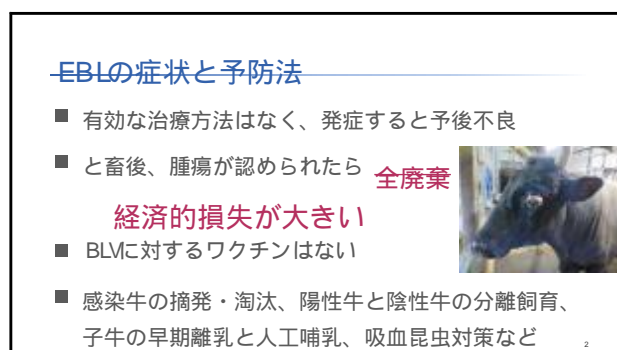 EBLの症状と予防法
■ 有効な治療方法はなく、発症すると予後不良
■ と畜後、腫瘍が認められたら 全廃棄
経済的損失が大きい
■ BLVに対するワクチンはない
■ 感染牛の摘発・淘汰、陽性牛と陰性牛の分離飼育、
子牛の早期離乳と人工哺乳、吸血昆虫対策など
2